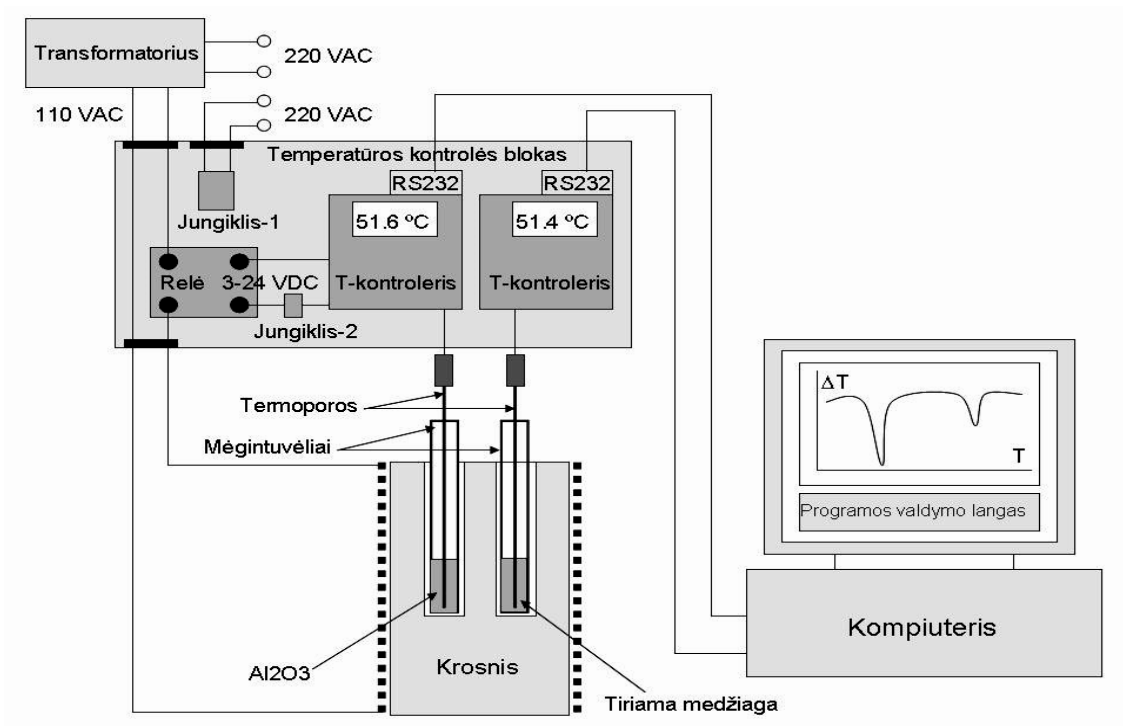 Transformatorius
220 VAC
110 VAC
220 VAC
Temperatūros kontrolės blokas
RS232
RS232
51.6 ºC
51.4 ºC
Jungiklis-1
Relė
3-24 VDC
T-kontroleris
T-kontroleris
Jungiklis-2
Termoporos
Mėgintuvėliai
ΔT
T
Programos valdymo langas
Kompiuteris
Krosnis
Al2O3
Tiriama medžiaga